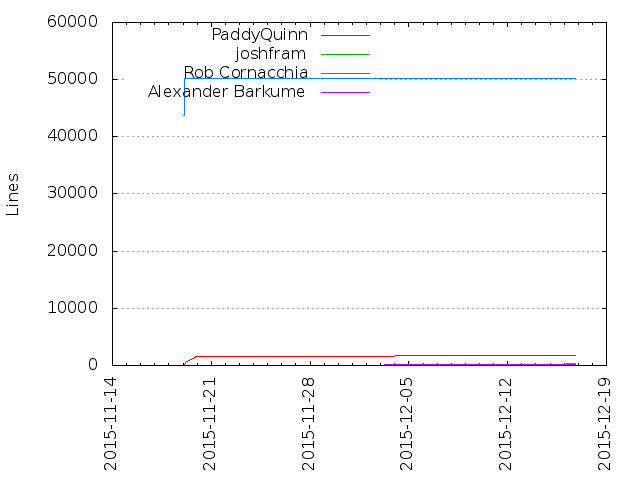 60000
50000
40000
30000
20000
10000
0
Lines
PaddyQuinn
joshfram
Rob Cornacchia
Alexander Barkume
2015-11-14
2015-11-21
2015-11-28
2015-12-05
2015-12-12
2015-12-19